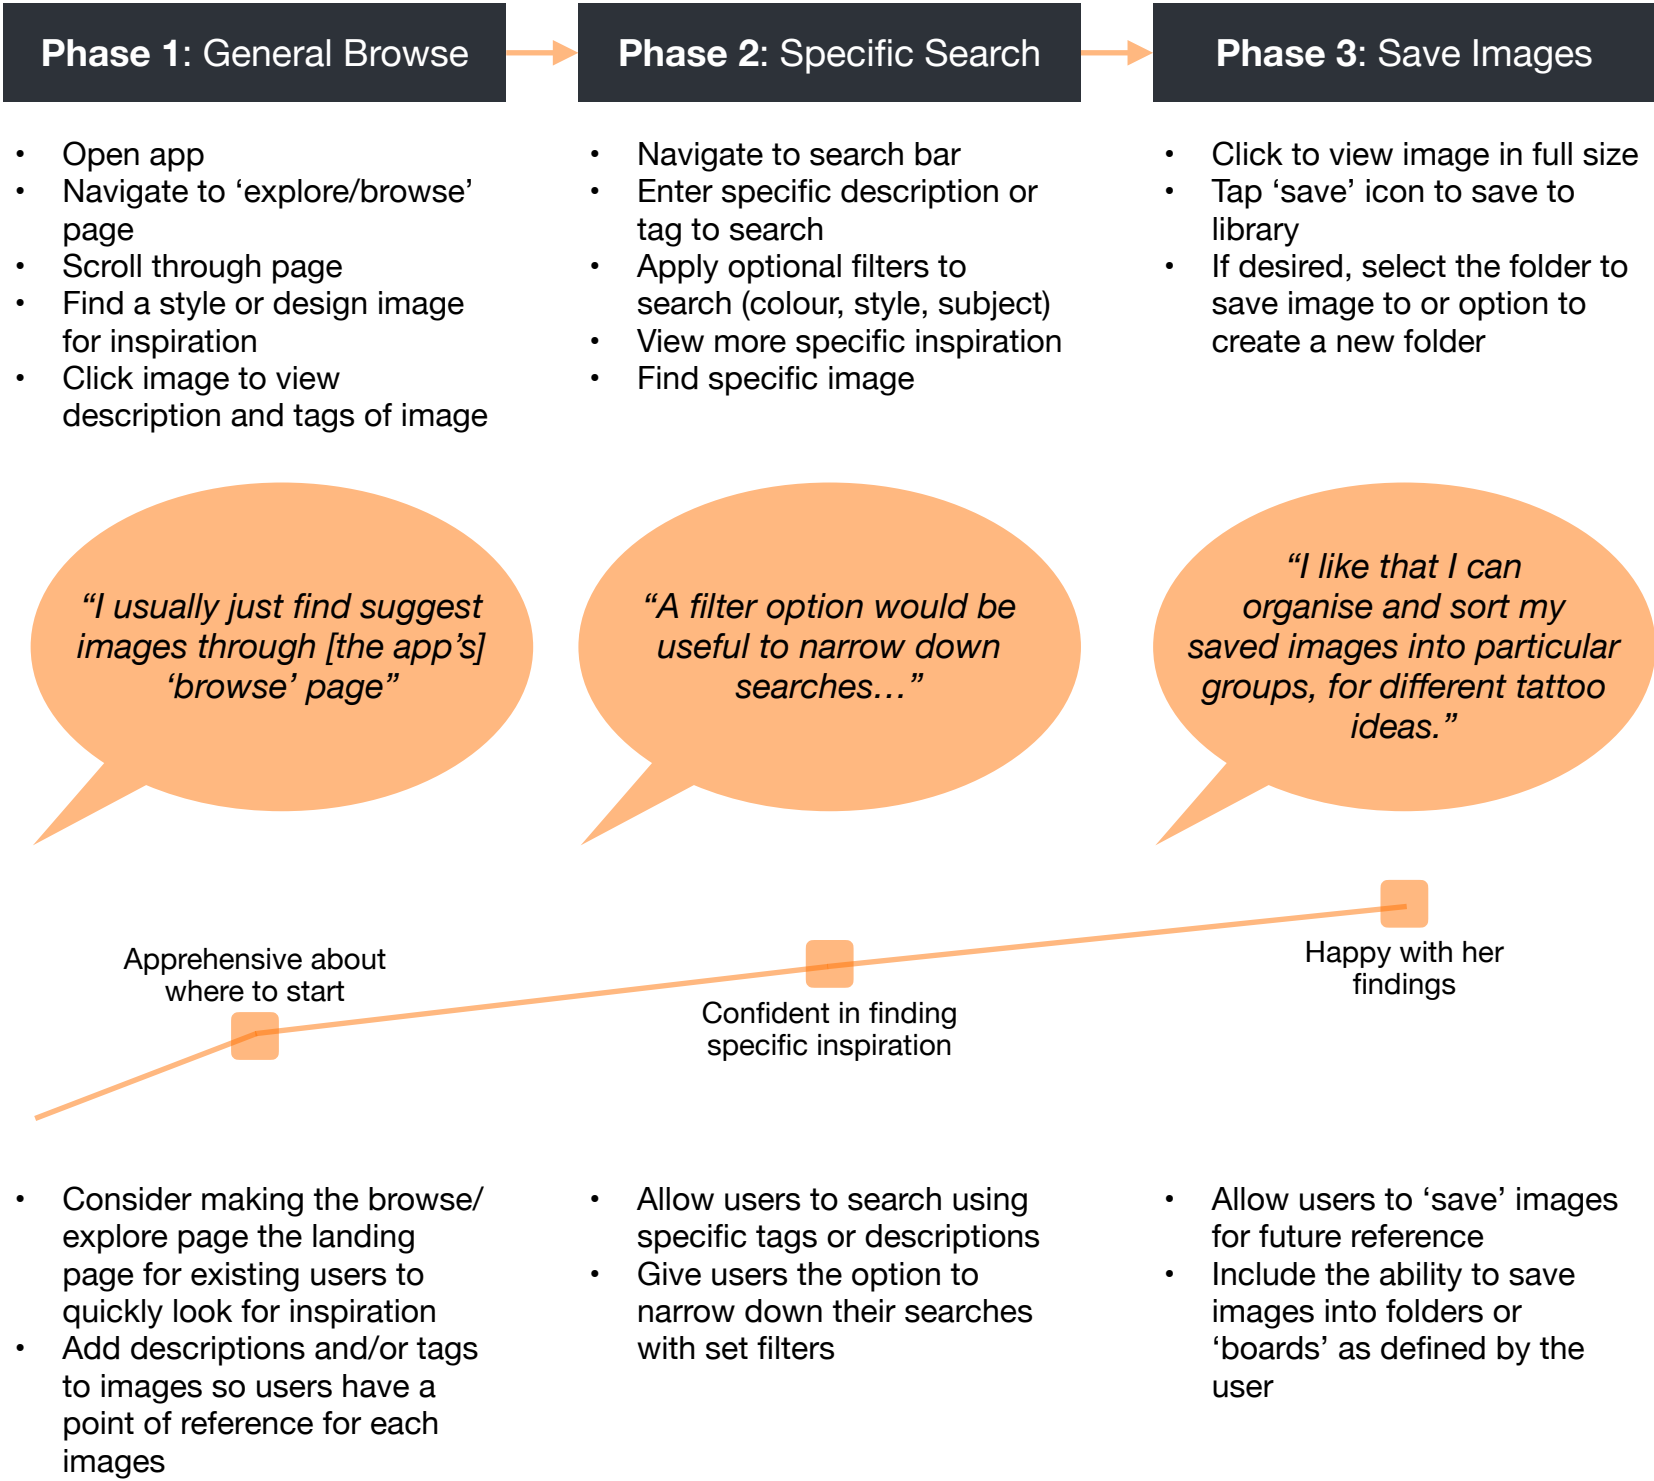 Phase 1: General Browse
Phase 2: Specific Search
Phase 3: Save Images
• Open app
• Navigate to ‘explore/browse’
page
• Scroll through page
• Find a style or design image
for inspiration
• Click image to view
description and tags of image
• Navigate to search bar
• Enter specific description or
tag to search
• Apply optional filters to
search (colour, style, subject)
• View more specific inspiration
• Find specific image
• Click to view image in full size
• Tap ‘save’ icon to save to
library
• If desired, select the folder to
save image to or option to
create a new folder
“I usually just find suggest
images through [the app’s]
‘browse’ page”
“A filter option would be
useful to narrow down
searches…”
“I like that I can
organise and sort my
saved images into particular
groups, for different tattoo
ideas.”
Apprehensive about
where to start
Confident in finding
specific inspiration
Happy with her
findings
• Consider making the browse/
explore page the landing
page for existing users to
quickly look for inspiration
• Add descriptions and/or tags
to images so users have a
point of reference for each
images
• Allow users to search using
specific tags or descriptions
• Give users the option to
narrow down their searches
with set filters
• Allow users to ‘save’ images
for future reference
• Include the ability to save
images into folders or
‘boards’ as defined by the
user